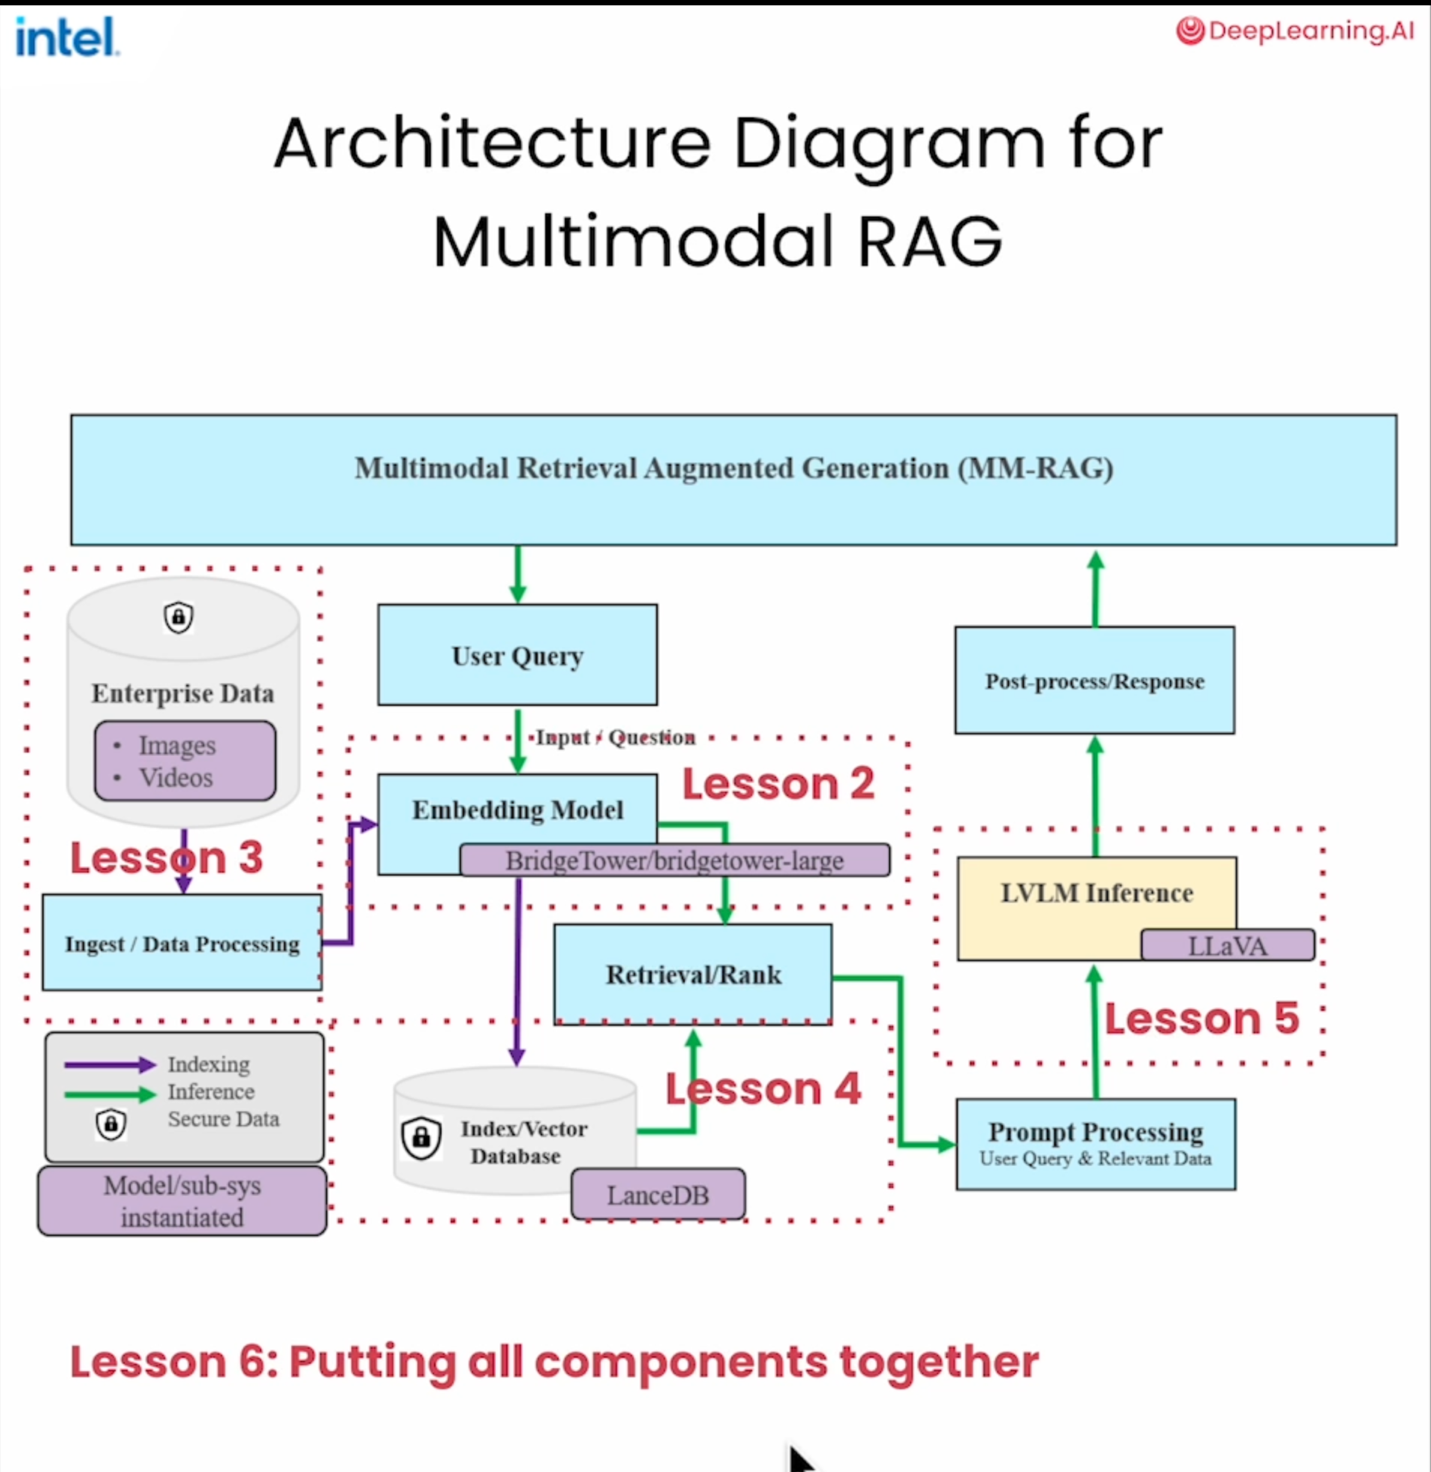 intel.
DeepLearning.AI
Architecture Diagram for
Multimodal RAG
Multimodal Retrieval Augmented Generation (MM-RAG)
Enterprise Data
• Images
• Videos
Lesson 3
Ingest / Data Processing
User Query
Input / Question
Lesson 2
Embedding Model
BridgeTower/bridgetower-large
Retrieval/Rank
Lesson 4
Index/Vector
Database
LanceDB
Post-process/Response
LVLM Inference
LLaVA
Lesson 5
Prompt Processing
User Query & Relevant Data
Indexing
Inference
Secure Data
Model/sub-sys
instantiated
Lesson 6: Putting all components together